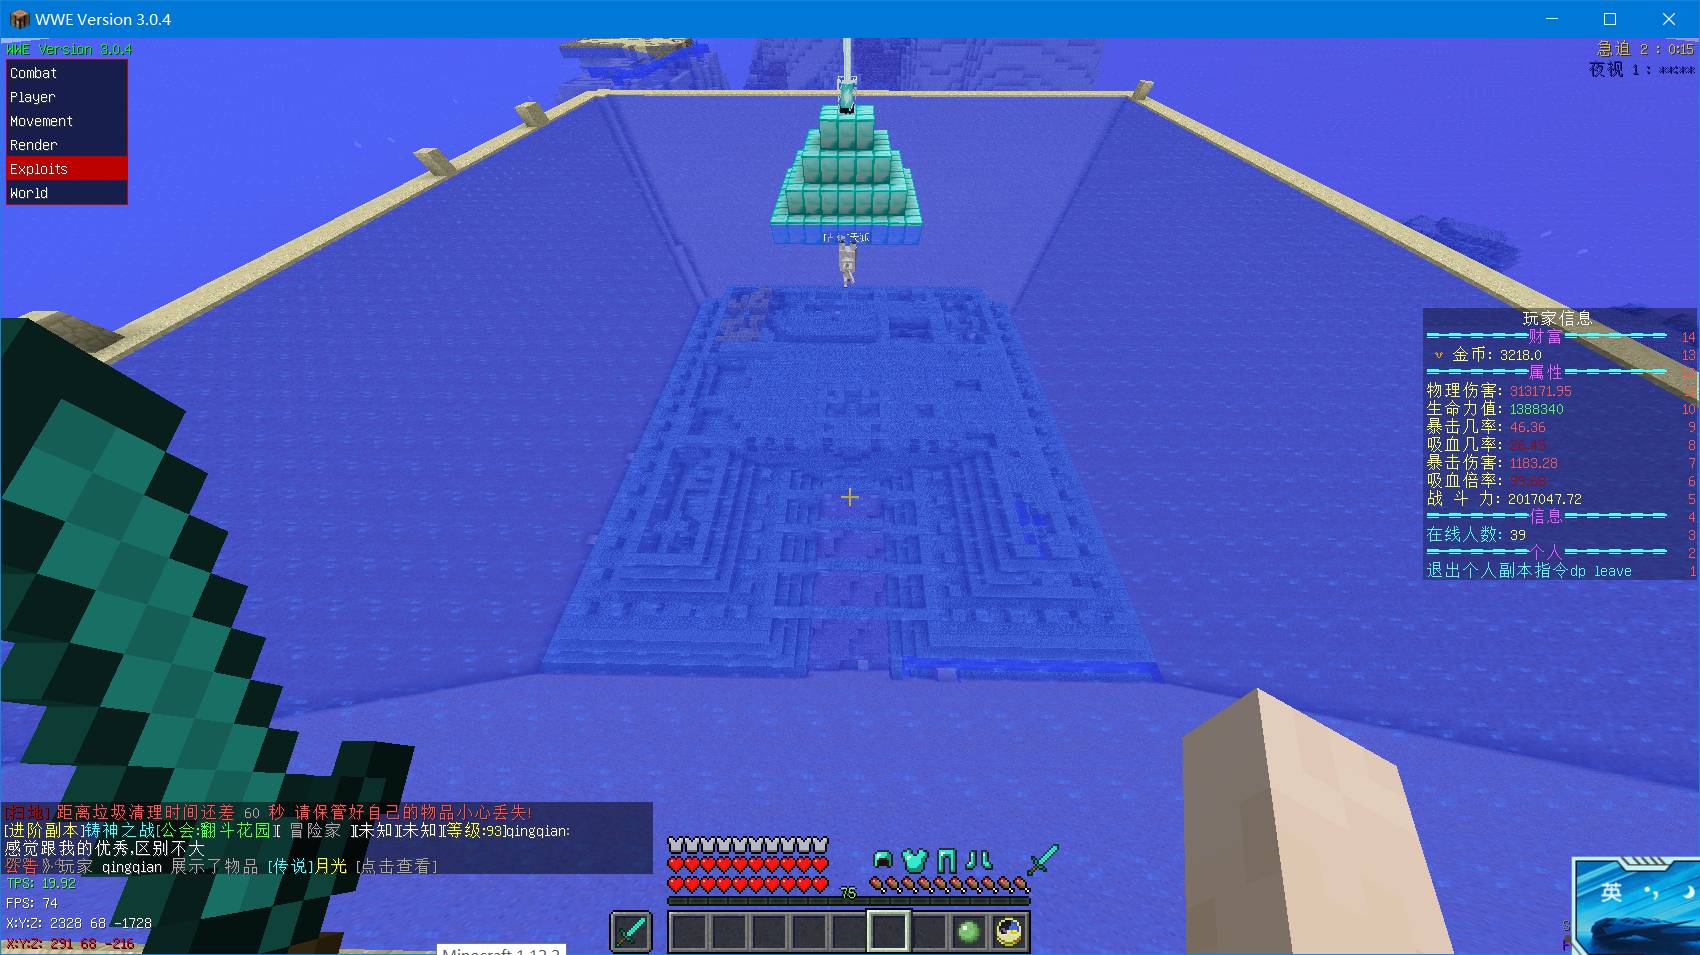 WWE Version 3.0.4
WWE Version 3.0.4
Combat
Player
Movement
Render
Exploits
World
急迫 2 : 0:15
夜视 1 : **:**
玩家信息
财富 14
金币: 3218.0 13
属性
物理伤害: 313171.95
生命力值: 1388340 10
暴击几率: 46.36 9
吸血几率: 8
暴击伤害: 1183.28 7
吸血倍率: 6
战 斗 力: 2017047.72 5
信息 4
在线人数: 39 3
个人 2
退出个人副本指令dp leave 1
[扫地] 距离垃圾清理时间还差 60 秒 请保管好自己的物品小心丢失!
[进阶副本]铸神之战[公会:翻斗花园][ 冒险家 ][未知][未知][等级:93]qingqian:
感觉跟我的优秀,区别不大
公告 玩家 qingqian 展示了物品 [传说]月光 [点击查看]
TPS: 19.92
FPS: 74
X:Y:Z: 2328 68 -1728
X:Y:Z: 291 68 -216
75
Minecraft 1.12.2
英